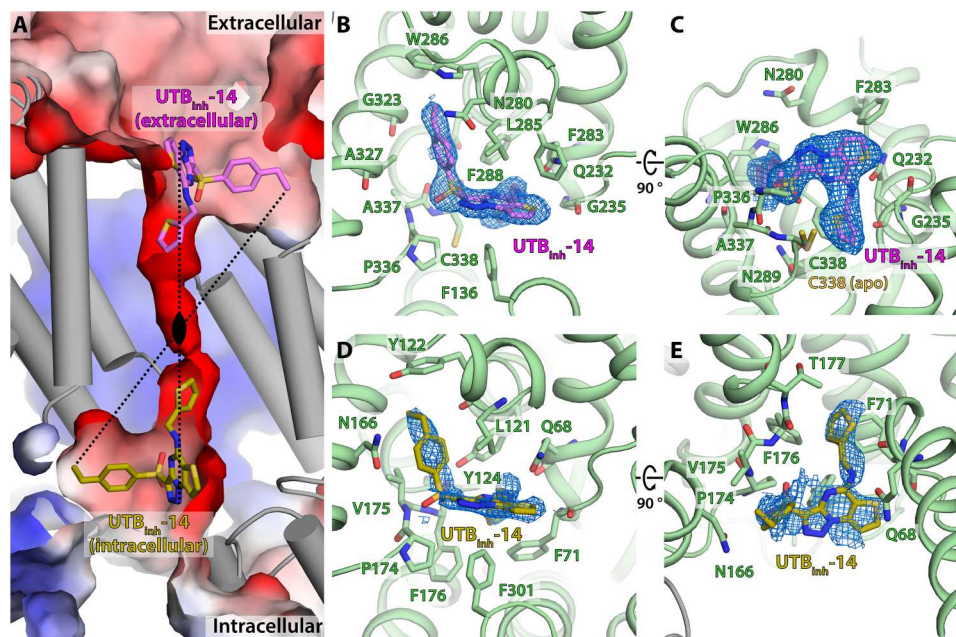 A
Extracellular
UTBinh-14
(extracellular)
UTBinh-14
(intracellular)
Intracellular
B
W286
G323
N280
L285
A327
F283
F288
Q232
A337
G235
UTBinh-14
P336
C338
F136
90 °
C
N280
F283
W286
Q232
P336
G235
A337
UTBinh-14
C338
N289
C338 (apo)
D
Y122
N166
L121
Q68
Y124
V175
UTBinh-14
P174
F71
F176
F301
90 °
E
T177
F71
F176
V175
P174
Q68
UTBinh-14
N166